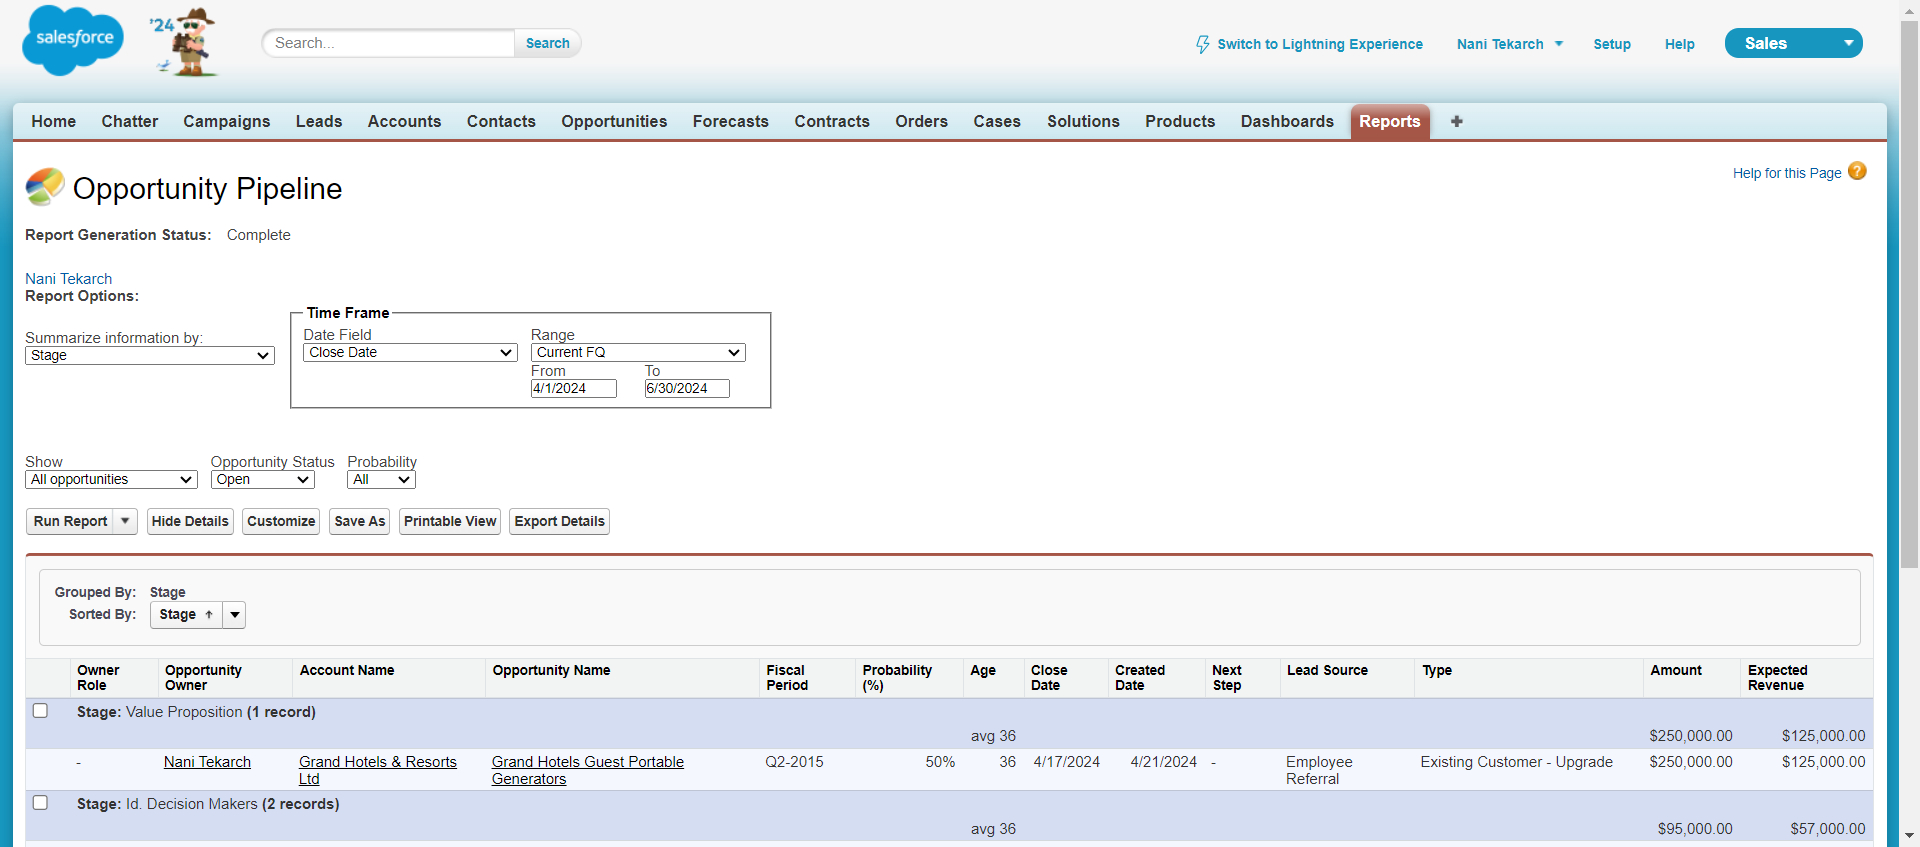 salesforce
'24
Search...
Search
Switch to Lightning Experience
Nani Tekarch
Setup
Help
Sales
Home Chatter Campaigns Leads Accounts Contacts Opportunities Forecasts Contracts Orders Cases Solutions Products Dashboards Reports +
Opportunity Pipeline
Help for this Page ?
Report Generation Status: Complete
Nani Tekarch
Report Options:
Summarize information by:
Stage
Time Frame
Date Field
Close Date
Range
Current FQ
From To
4/1/2024 6/30/2024
Show Opportunity Status Probability
All opportunities Open All
Run Report Hide Details Customize Save As Printable View Export Details
Grouped By: Stage
Sorted By: Stage ↑
Owner Role Opportunity Owner Account Name Opportunity Name Fiscal Period Probability (%) Age Close Date Created Date Next Step Lead Source Type Amount Expected Revenue
Stage: Value Proposition (1 record)
avg 36 $250,000.00 $125,000.00
- Nani Tekarch Grand Hotels & Resorts Ltd Grand Hotels Guest Portable Generators Q2-2015 50% 36 4/17/2024 4/21/2024 - Employee Referral Existing Customer - Upgrade $250,000.00 $125,000.00
Stage: Id. Decision Makers (2 records)
avg 36 $95,000.00 $57,000.00